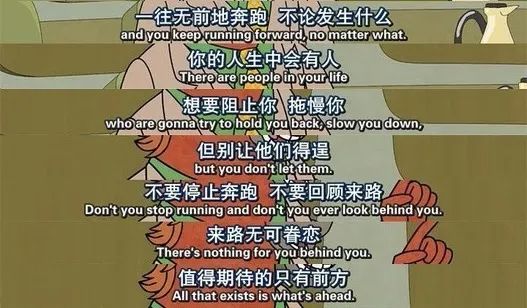 一往无前地奔跑 不论发生什么
and you keep running forward, no matter what.
你的人生中会有人
There are people in your life
想要阻止你 拖慢你
who are gonna try to hold you back, slow you down,
但别让他们得逞
but you don't let them.
不要停止奔跑 不要回顾来路
Don't you stop running and don't you ever look behind you.
来路无可眷恋
There's nothing for you behind you.
值得期待的只有前方
All that exists is what's ahead.